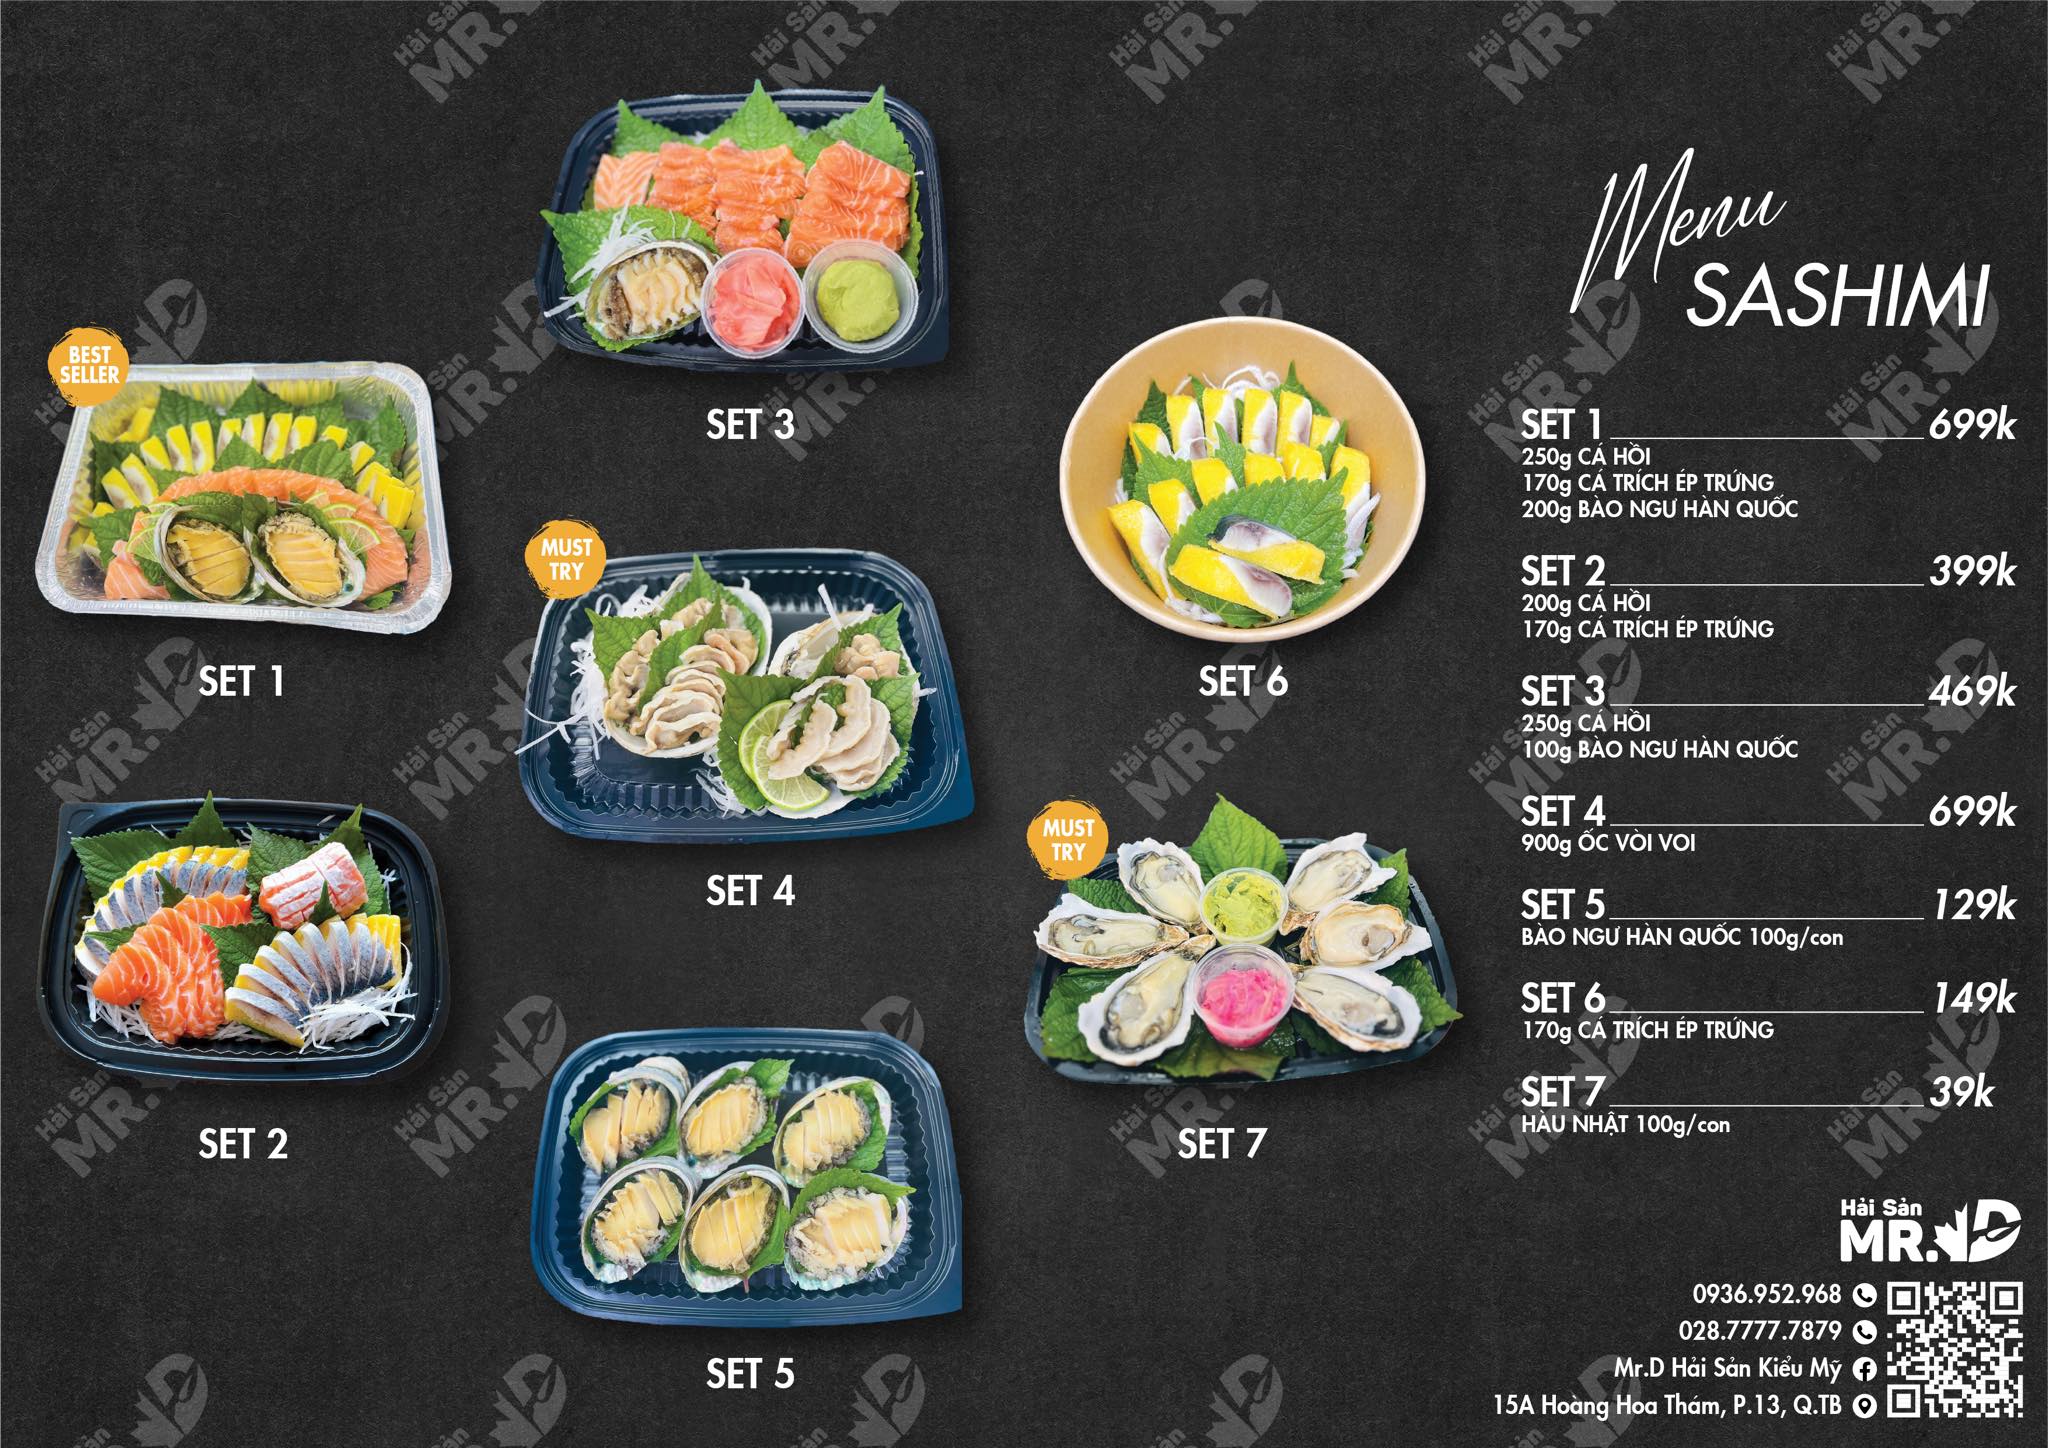 Menu
SASHIMI
BEST
SELLER
SET 1
SET 2
SET 3
MUST
TRY
SET 4
SET 5
SET 6
MUST
TRY
SET 7
SET 1 699k
250g CÁ HỒI
170g CÁ TRÍCH ÉP TRỨNG
200g BÀO NGƯ HÀN QUỐC
SET 2 399k
200g CÁ HỒI
170g CÁ TRÍCH ÉP TRỨNG
SET 3 469k
250g CÁ HỒI
100g BÀO NGƯ HÀN QUỐC
SET 4 699k
900g ỐC VÒI VOI
SET 5 129k
BÀO NGƯ HÀN QUỐC 100g/con
SET 6 149k
170g CÁ TRÍCH ÉP TRỨNG
SET 7 39k
HÀU NHẬT 100g/con
Hải Sản
MR.D
0936.952.968
028.7777.7879
Mr.D Hải Sản Kiểu Mỹ
15A Hoàng Hoa Thám, P.13, Q.TB